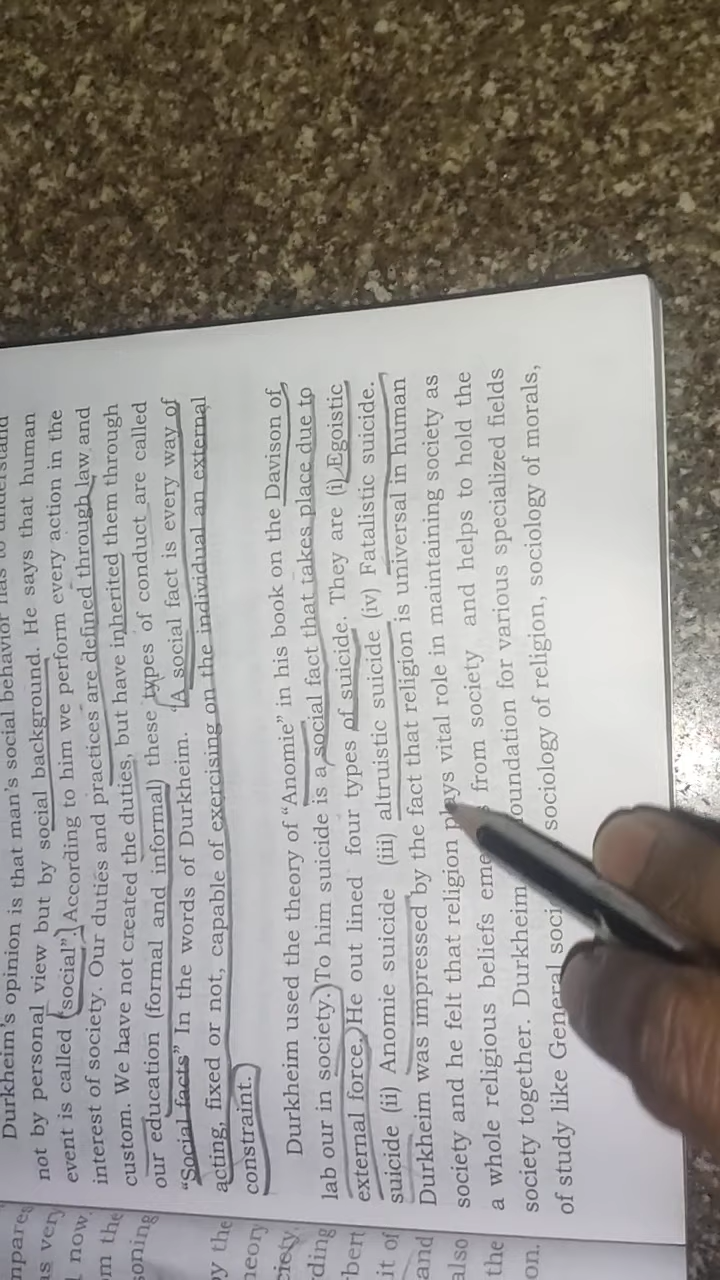 Durkheim's opinion is that man's social behavior has to understand
not by personal view but by social background. He says that human
event is called "social". According to him we perform every action in the
interest of society. Our duties and practices are defined through law and
custom. We have not created the duties, but have inherited them through
our education (formal and informal) these types of conduct are called
"Social facts" In the words of Durkheim. "A social fact is every way of
acting, fixed or not, capable of exercising on the individual an external
constraint.
Durkheim used the theory of "Anomie" in his book on the Davison of
lab our in society. To him suicide is a social fact that takes place due to
external force. He out lined four types of suicide. They are (i) Egoistic
suicide (ii) Anomie suicide (iii) altruistic suicide (iv) Fatalistic suicide.
Durkheim was impressed by the fact that religion is universal in human
society and he felt that religion plays vital role in maintaining society as
a whole religious beliefs from society and helps to hold the
society together. Durkheim foundation for various specialized fields
of study like General sociology of religion, sociology of morals,